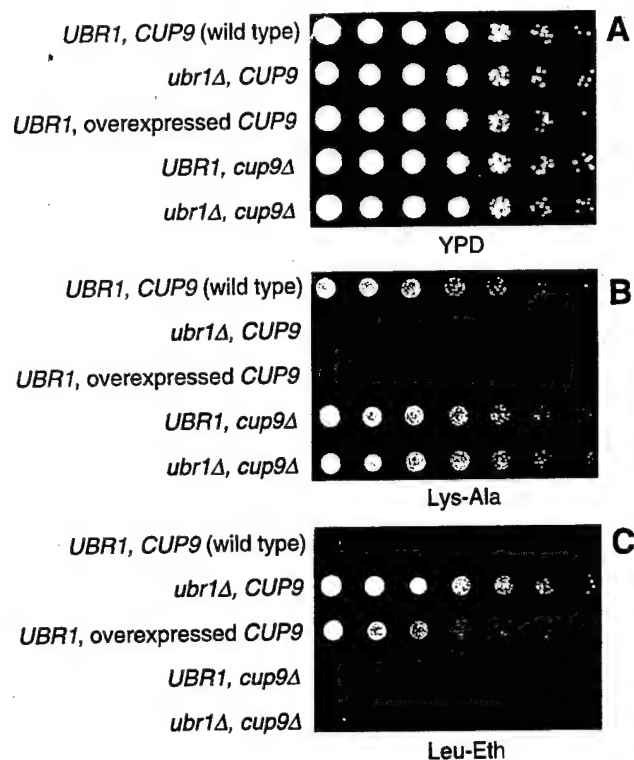 UBR1, CUP9 (wild type)
ubr1Δ, CUP9
UBR1, overexpressed CUP9
UBR1, cup9Δ
ubr1Δ, cup9Δ
A
YPD
UBR1, CUP9 (wild type)
ubr1Δ, CUP9
UBR1, overexpressed CUP9
UBR1, cup9Δ
ubr1Δ, cup9Δ
B
Lys-Ala
UBR1, CUP9 (wild type)
ubr1Δ, CUP9
UBR1, overexpressed CUP9
UBR1, cup9Δ
ubr1Δ, cup9Δ
C
Leu-Eth